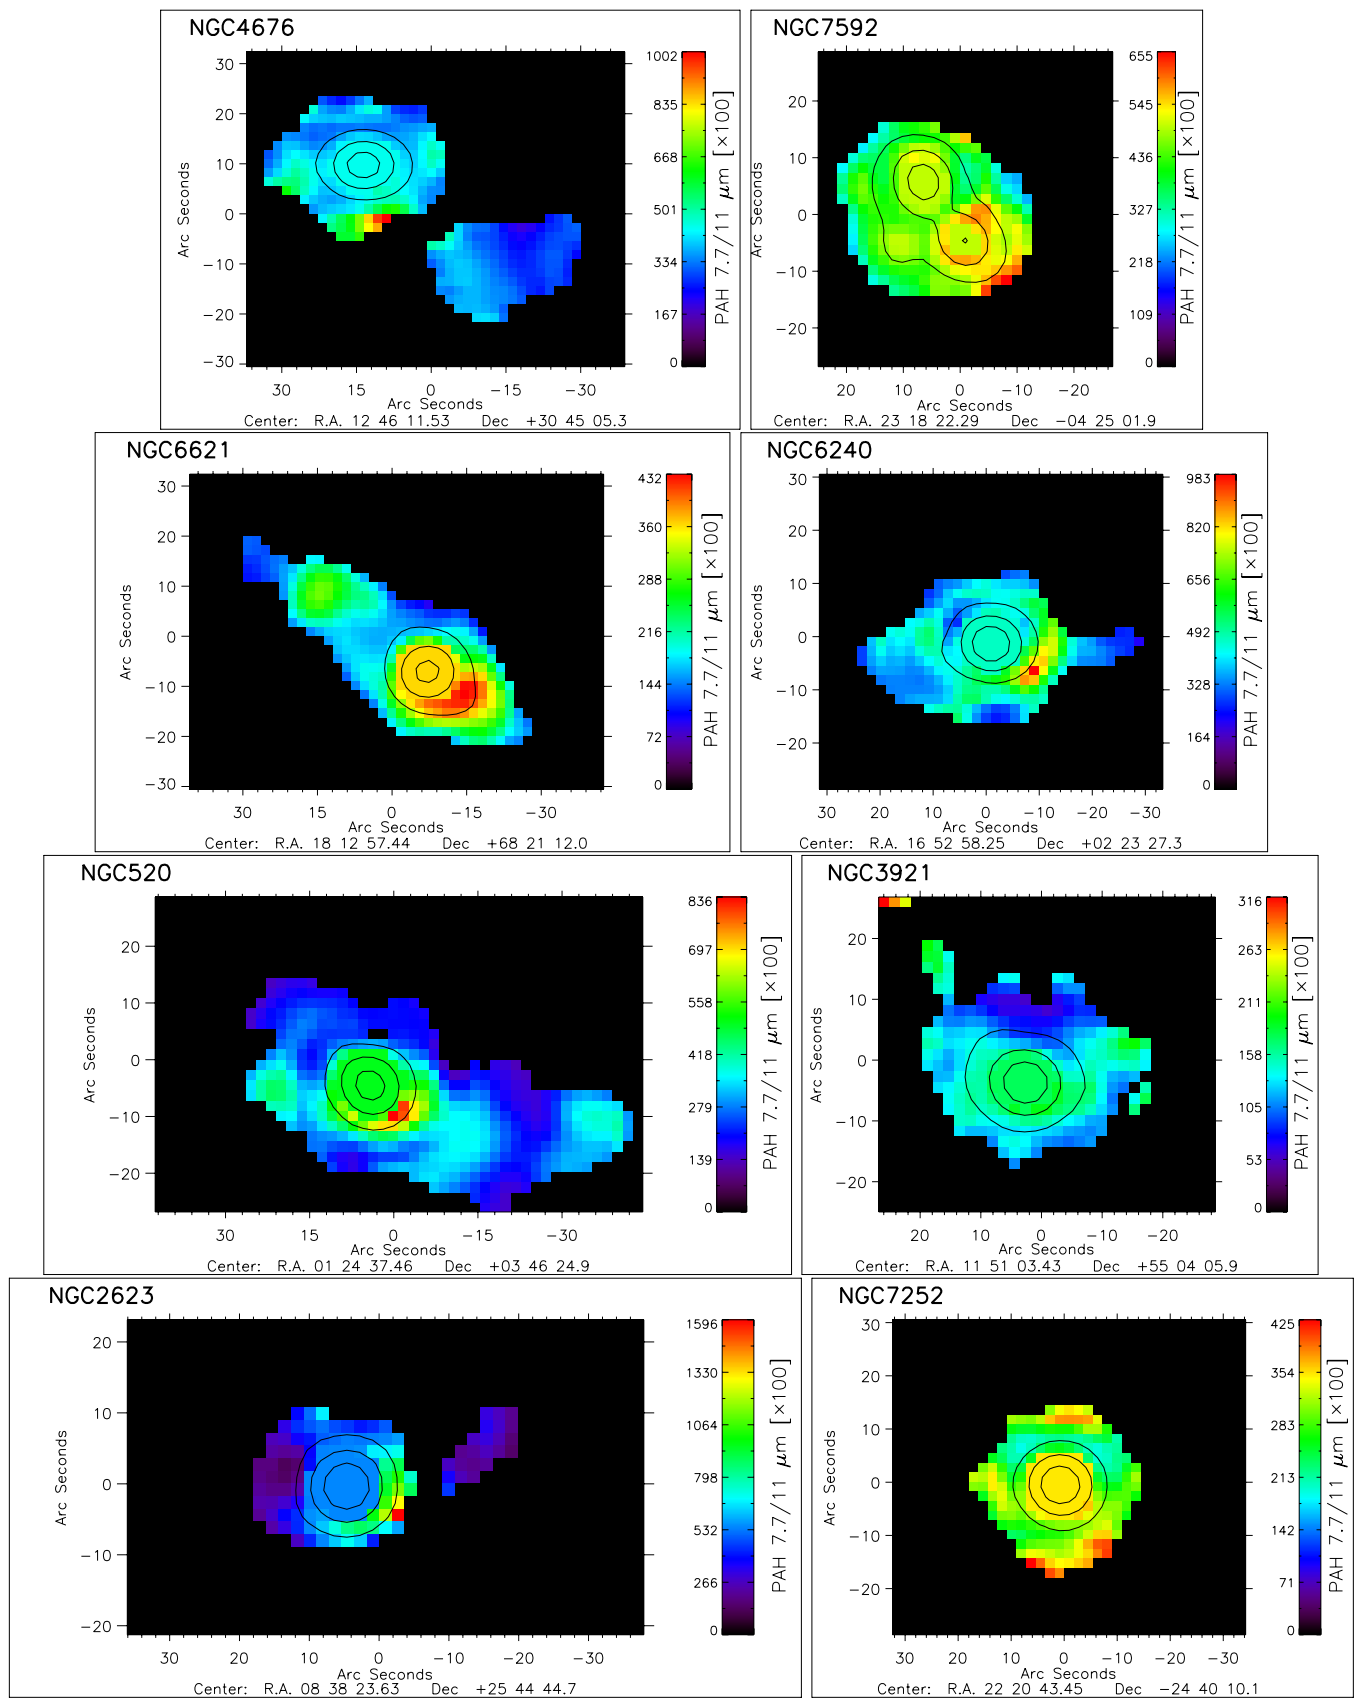 NGC4676
30
20
10
0
−10
−20
−30
Arc Seconds
30 15 0 −15 −30
Arc Seconds
Center: R.A. 12 46 11.53 Dec +30 45 05.3
1002
835
668
501
334
167
0
PAH 7.7/11 μm [×100]
NGC7592
20
10
0
−10
−20
Arc Seconds
20 10 0 −10 −20
Arc Seconds
Center: R.A. 23 18 22.29 Dec −04 25 01.9
655
545
436
327
218
109
0
PAH 7.7/11 μm [×100]
NGC6621
30
20
10
0
−10
−20
−30
Arc Seconds
30 15 0 −15 −30
Arc Seconds
Center: R.A. 18 12 57.44 Dec +68 21 12.0
432
360
288
216
144
72
0
PAH 7.7/11 μm [×100]
NGC6240
30
20
10
0
−10
−20
Arc Seconds
30 20 10 0 −10 −20 −30
Arc Seconds
Center: R.A. 16 52 58.25 Dec +02 23 27.3
983
820
656
492
328
164
0
PAH 7.7/11 μm [×100]
NGC520
20
10
0
−10
−20
Arc Seconds
30 15 0 −15 −30
Arc Seconds
Center: R.A. 01 24 37.46 Dec +03 46 24.9
836
697
558
418
279
139
0
PAH 7.7/11 μm [×100]
NGC3921
20
10
0
−10
−20
Arc Seconds
20 10 0 −10 −20
Arc Seconds
Center: R.A. 11 51 03.43 Dec +55 04 05.9
316
263
211
158
105
53
0
PAH 7.7/11 μm [×100]
NGC2623
20
10
0
−10
−20
Arc Seconds
30 20 10 0 −10 −20 −30
Arc Seconds
Center: R.A. 08 38 23.63 Dec +25 44 44.7
1596
1330
1064
798
532
266
0
PAH 7.7/11 μm [×100]
NGC7252
30
20
10
0
−10
−20
Arc Seconds
30 20 10 0 −10 −20 −30
Arc Seconds
Center: R.A. 22 20 43.45 Dec −24 40 10.1
425
354
283
213
142
71
0
PAH 7.7/11 μm [×100]